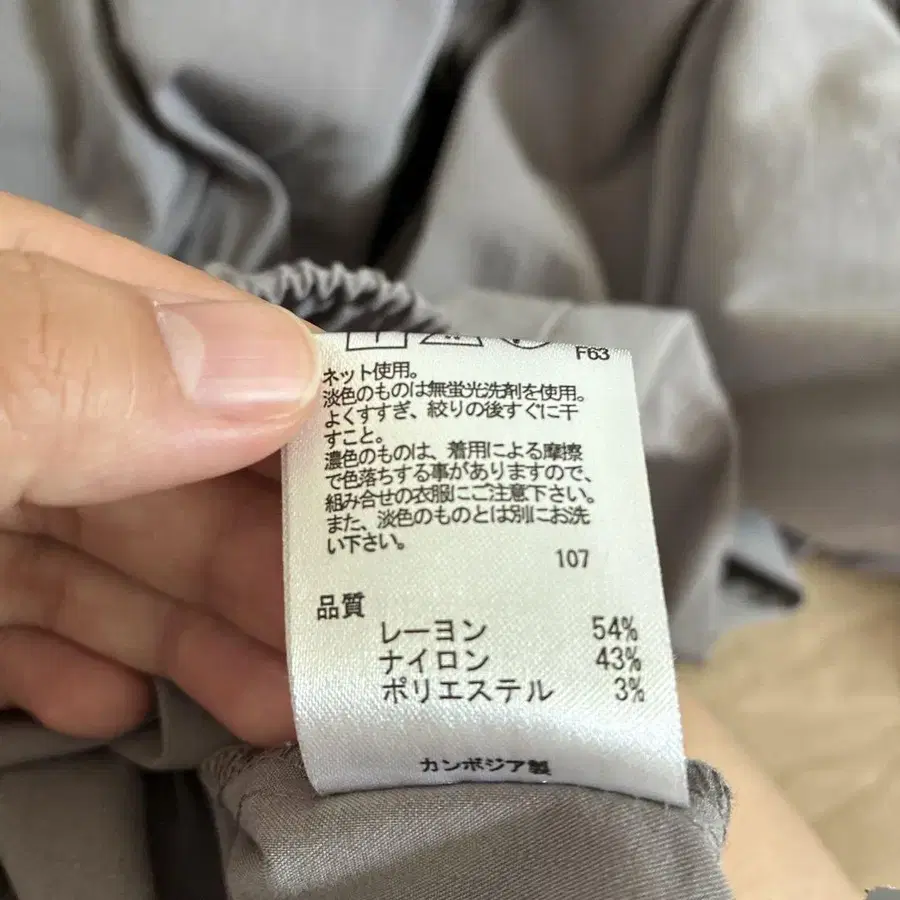 F63
ネット使用。
淡色のものは無蛍光洗剤を使用。
よくすすぎ、絞りの後すぐに干
すこと。
濃色のものは、着用による摩擦
で色落ちする事がありますので、
組み合せの衣服にご注意下さい。
また、淡色のものとは別にお洗
い下さい。
107
品質
レーヨン 54%
ナイロン 43%
ポリエステル 3%
カンボジア製